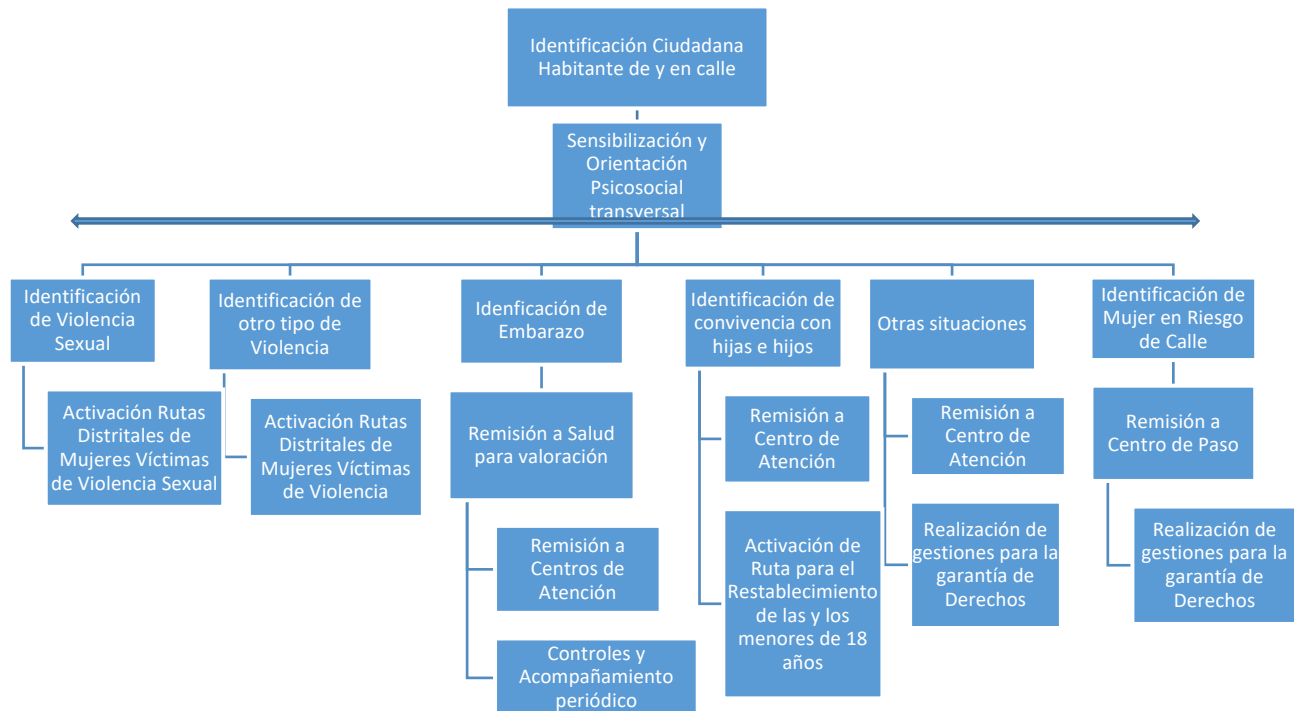 Identificación Ciudadana
Habitante de y en calle
Sensibilización y
Orientación
Psicosocial
transversal
Identificación
de Violencia
Sexual
Activación Rutas
Distritales de
Mujeres Víctimas
de Violencia Sexual
Identificación de
otro tipo de
Violencia
Activación Rutas
Distritales de
Mujeres Víctimas
de Violencia
Idenficación de
Embarazo
Remisión a Salud
para valoración
Remisión a
Centros de
Atención
Controles y
Acompañamiento
periódico
Identificación de
convivencia con
hijas e hijos
Remisión a
Centro de
Atención
Activación de
Ruta para el
Restablecimiento
de las y los
menores de 18
años
Otras situaciones
Remisión a
Centro de
Atención
Realización de
gestiones para la
garantía de
Derechos
Identificación de
Mujer en Riesgo
de Calle
Remisión a
Centro de Paso
Realización de
gestiones para la
garantía de
Derechos